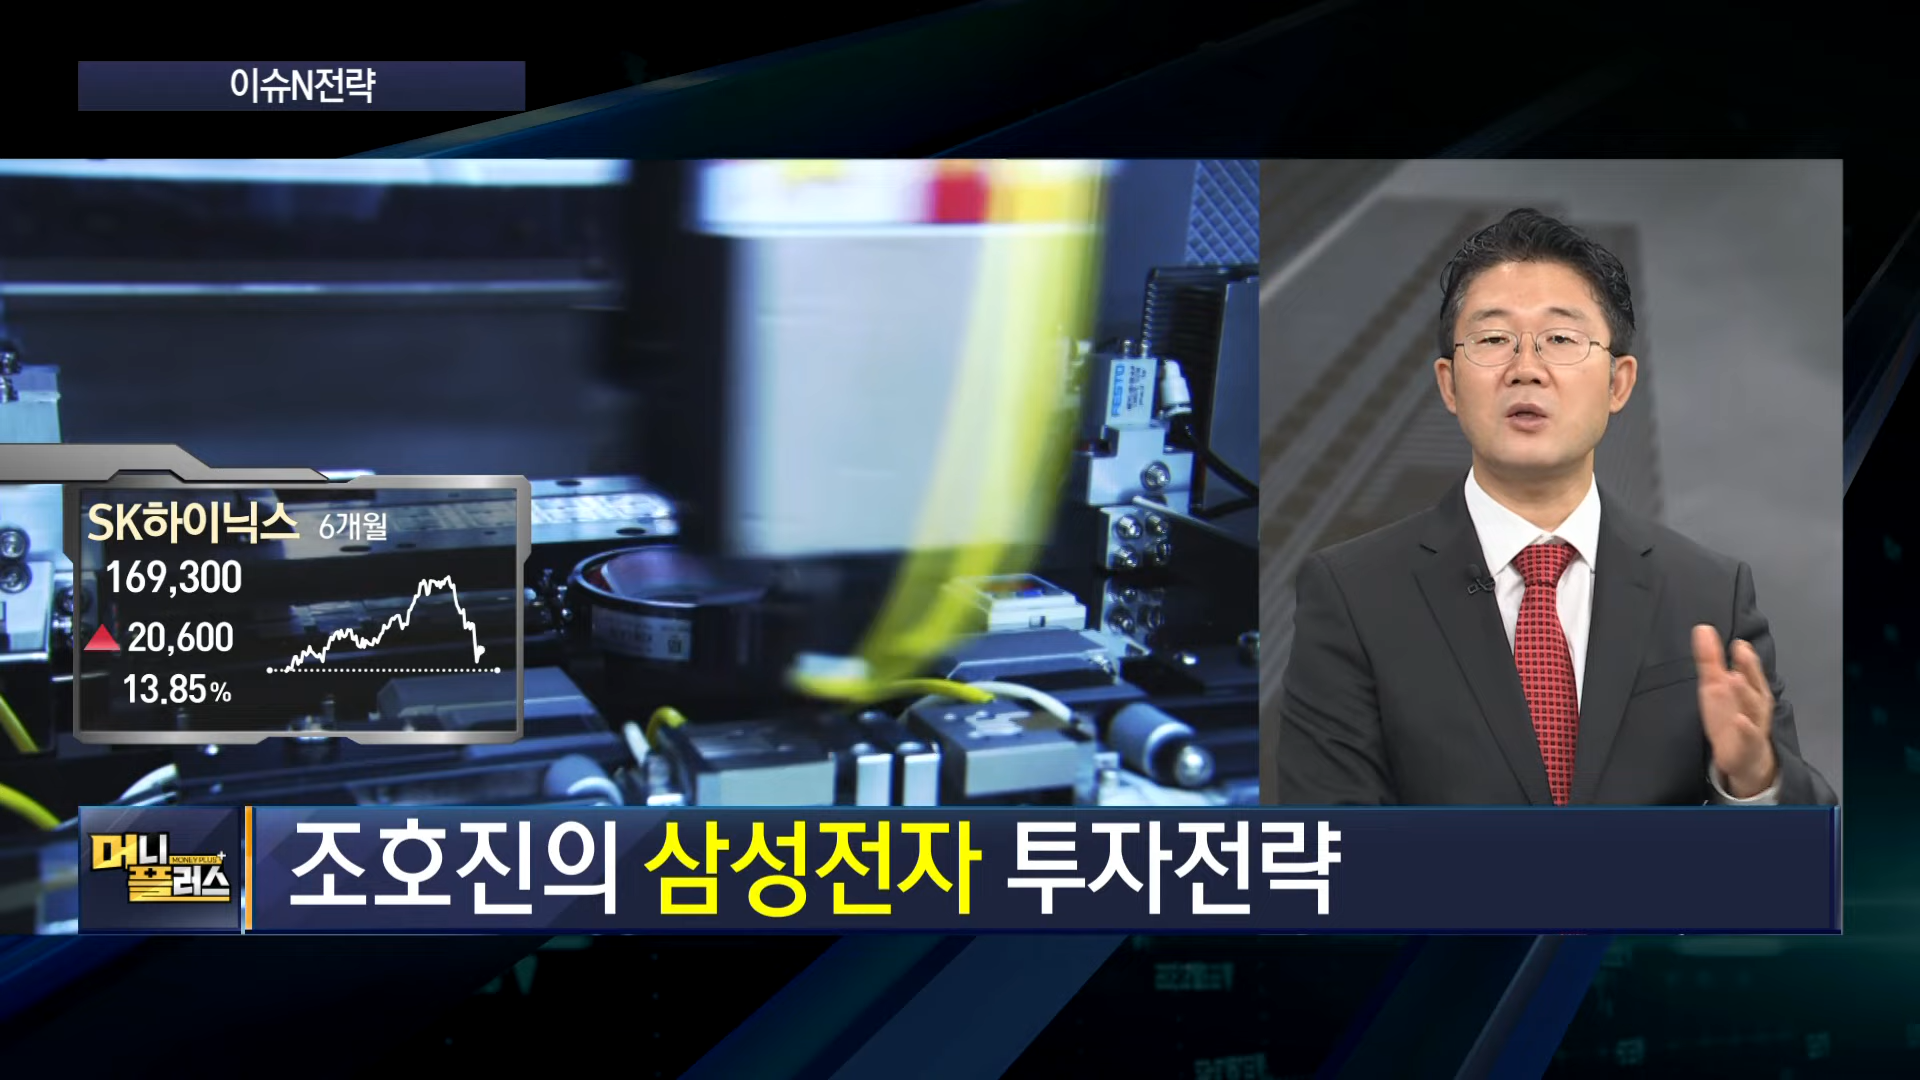 이슈N전략
FESTO
SK하이닉스 6개월
169,300
▲ 20,600
13.85%
머니
MONEY PLUS+
플러스
조호진의 삼성전자 투자전략